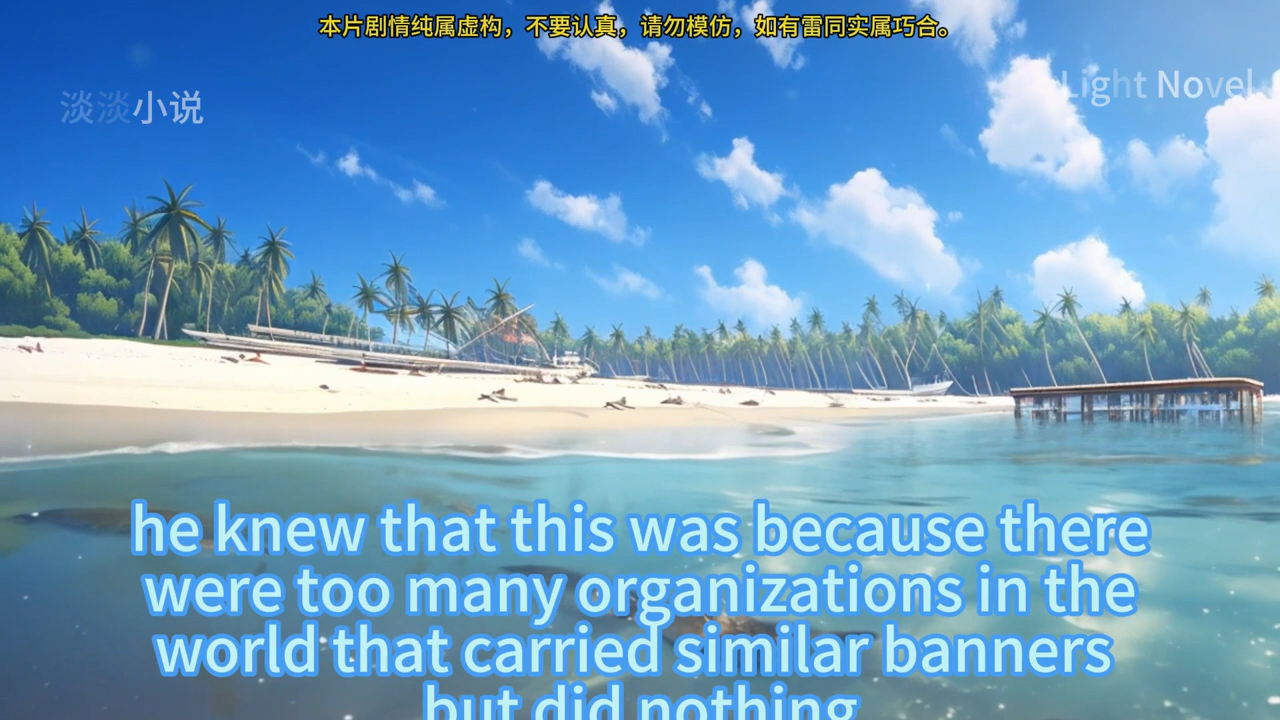 本片剧情纯属虚构，不要认真，请勿模仿，如有雷同实属巧合。
淡淡小说
Light Novel
he knew that this was because there
were too many organizations in the
world that carried similar banners
but did nothing